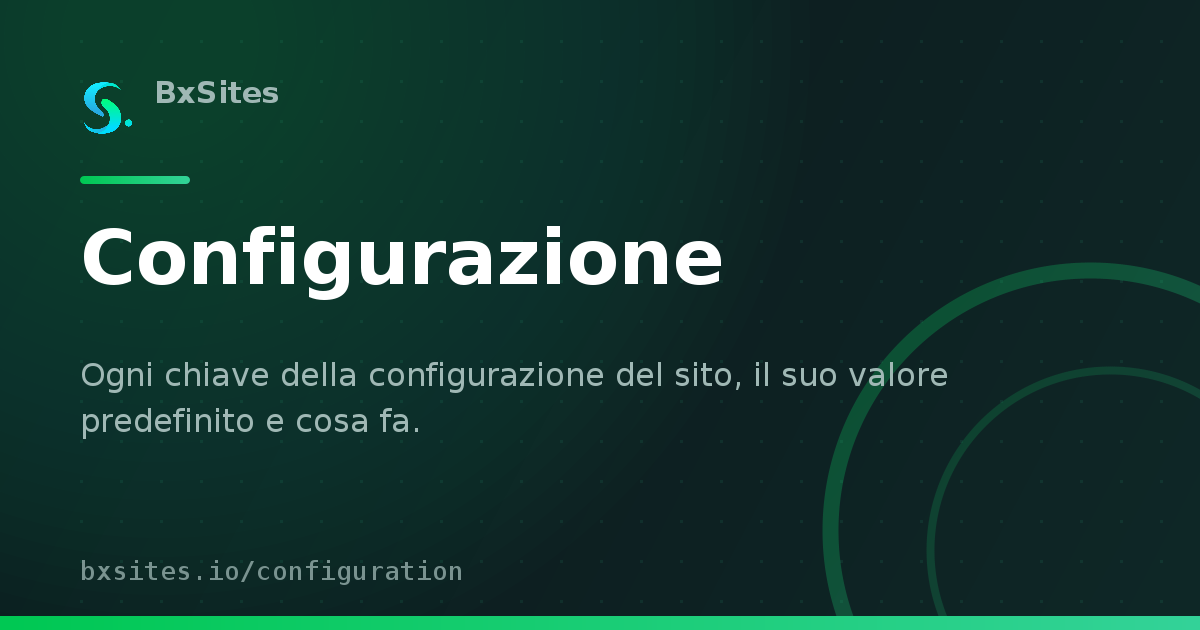 BxSites
Configurazione
Ogni chiave della configurazione del sito, il suo valore
predefinito e cosa fa.
bxsites.io/configuration